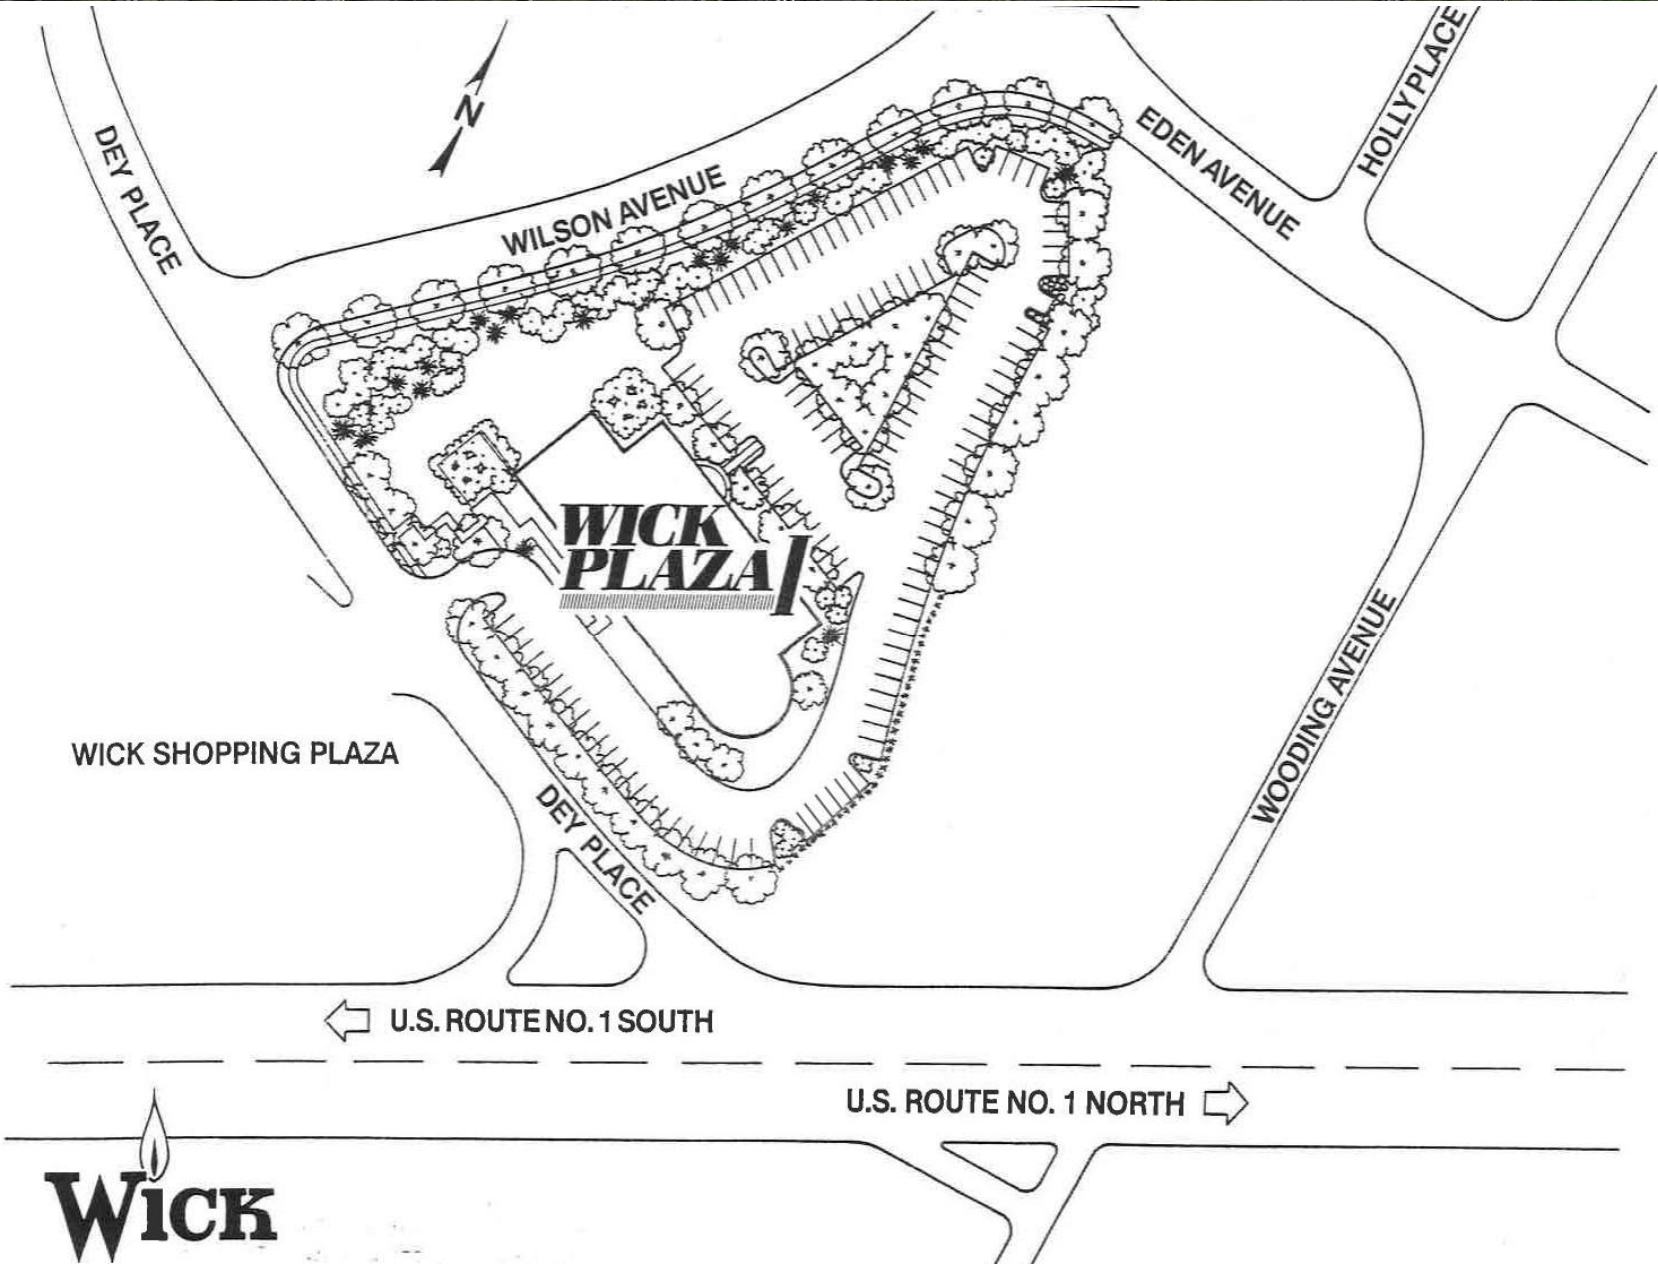 HOLLY PLACE
N
DEY PLACE
EDEN AVENUE
WILSON AVENUE
WICK
PLAZA I
WOODING AVENUE
WICK SHOPPING PLAZA
DEY PLACE
U.S. ROUTE NO. 1 SOUTH
U.S. ROUTE NO. 1 NORTH
WiCK